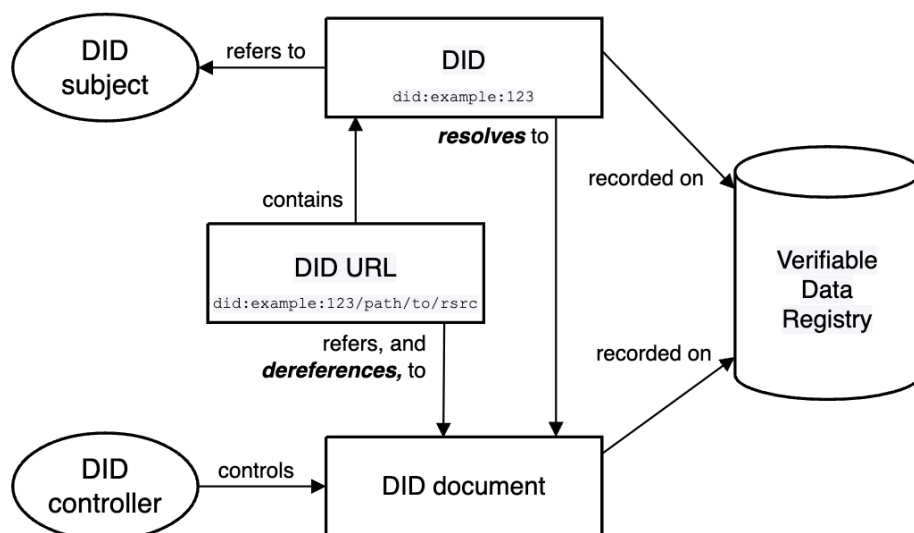 DID
subject
refers to
DID
did:example:123
resolves to
recorded on
contains
DID URL
did:example:123/path/to/rsrc
Verifiable
Data
Registry
refers, and
dereferences, to
recorded on
DID
controller
controls
DID document